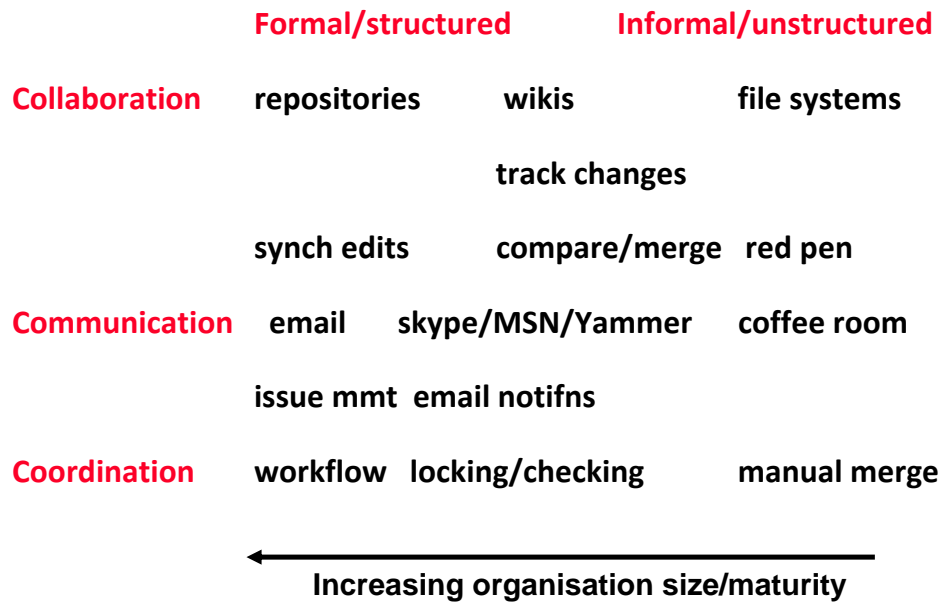 Formal/structured Informal/unstructured
Collaboration repositories wikis file systems
track changes
synch edits compare/merge red pen
Communication email skype/MSN/Yammer coffee room
issue mmt email notifns
Coordination workflow locking/checking manual merge
Increasing organisation size/maturity